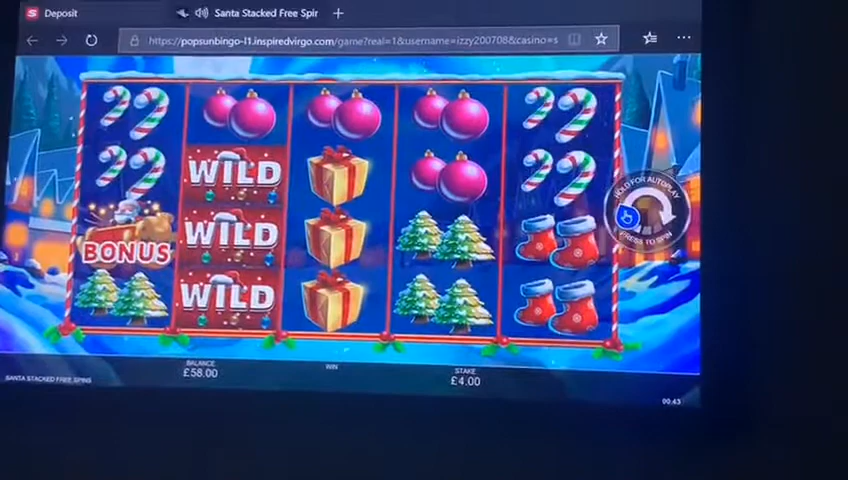 Deposit
Santa Stacked Free Spir
https://popsunbingo-l1.inspiredvirgo.com/game?real=1&username=izzy200708&casino=s
WILD
WILD
BONUS
WILD
HOLD FOR AUTOPLAY
PRESS TO SPIN
BALANCE
£58.00
WIN
STAKE
£4.00
SANTA STACKED FREE SPINS
00:43